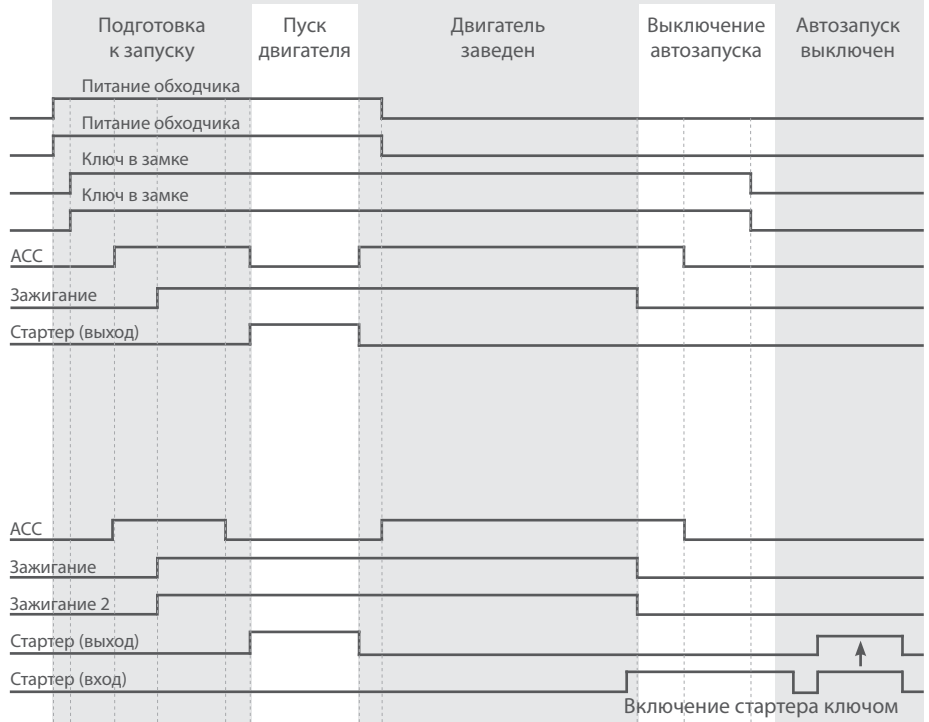 Подготовка
к запуску
Пуск
двигателя
Двигатель
заведен
Выключение
автозапуска
Автозапуск
выключен
Питание обходчика
Питание обходчика
Ключ в замке
Ключ в замке
ACC
Зажигание
Стартер (выход)
ACC
Зажигание
Зажигание 2
Стартер (выход)
Стартер (вход)
Включение стартера ключом